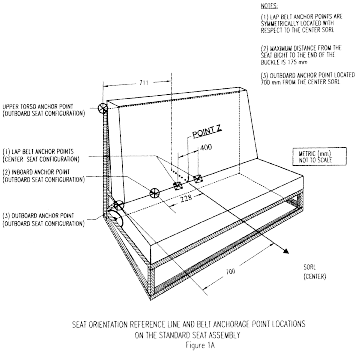 NOTES:
(1) LAP BELT ANCHOR POINTS ARE
SYMMETRICALLY LOCATED WITH
RESPECT TO THE CENTER SORL
(2) MAXIMUM DISTANCE FROM THE
SEAT BIGHT TO THE END OF THE
BUCKLE IS 175 mm
(3) OUTBOARD ANCHOR POINT LOCATED
700 mm FROM THE CENTER SORL
711
UPPER TORSO ANCHOR POINT
(OUTBOARD SEAT CONFIGURATION)
POINT Z
400
(1) LAP BELT ANCHOR POINTS
(CENTER SEAT CONFIGURATION)
METRIC (mm)
NOT TO SCALE
(2) INBOARD ANCHOR POINT
(OUTBOARD SEAT CONFIGURATION)
228
(3) OUTBOARD ANCHOR POINT
(OUTBOARD SEAT CONFIGURATION)
700
SORL
(CENTER)
SEAT ORIENTATION REFERENCE LINE AND BELT ANCHORAGE POINT LOCATIONS
ON THE STANDARD SEAT ASSEMBLY
Figure 1A